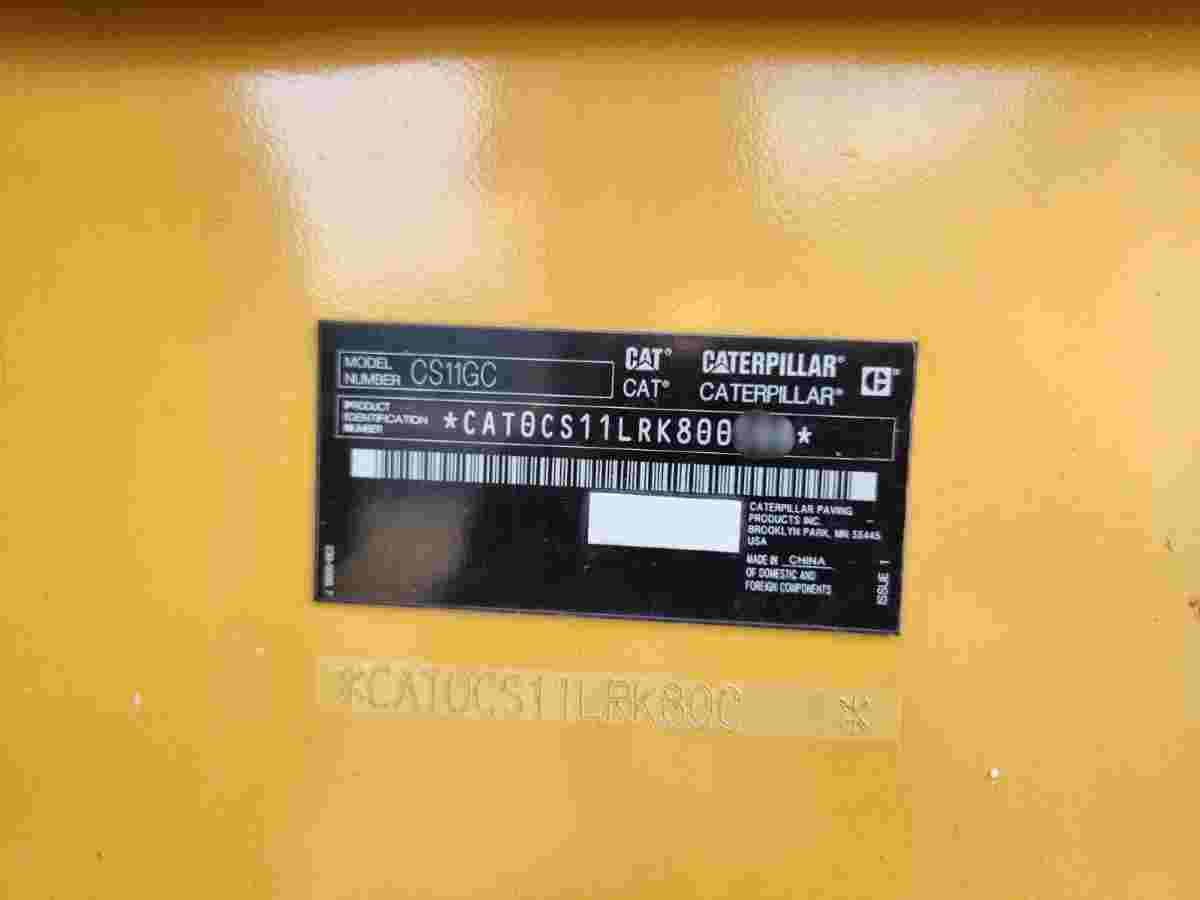 MODEL NUMBER CS11GC
CAT® CATERPILLAR®
CAT® CATERPILLAR®
PRODUCT IDENTIFICATION NUMBER *CAT0CS11LRK800 *
CATERPILLAR PAVING
PRODUCTS INC.
BROOKLYN PARK, MN 55445
USA
MADE IN CHINA
OF DOMESTIC AND
FOREIGN COMPONENTS
ISSUE 1
*CAT0CS11LRK80 *